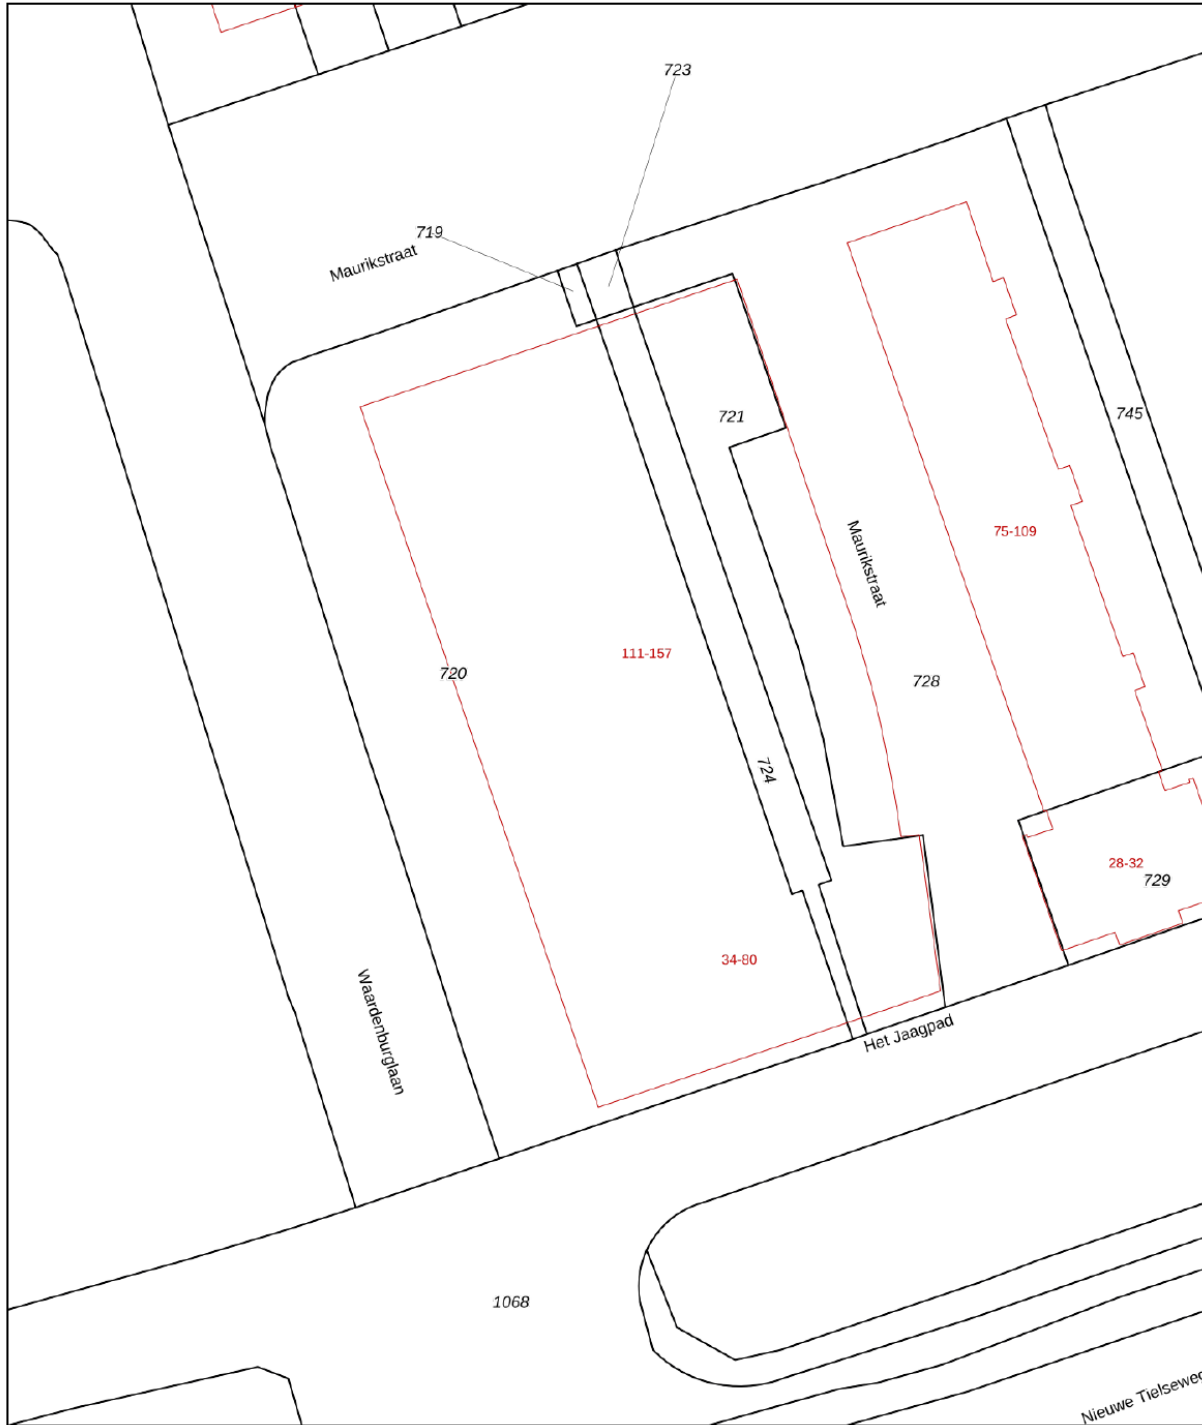 723
719
Maurikstraat
721
745
75-109
Maurikstraat
111-157
720
728
724
28-32
729
34-80
Waardenburglaan
Het Jaagpad
1068
Nieuwe Tielseweg